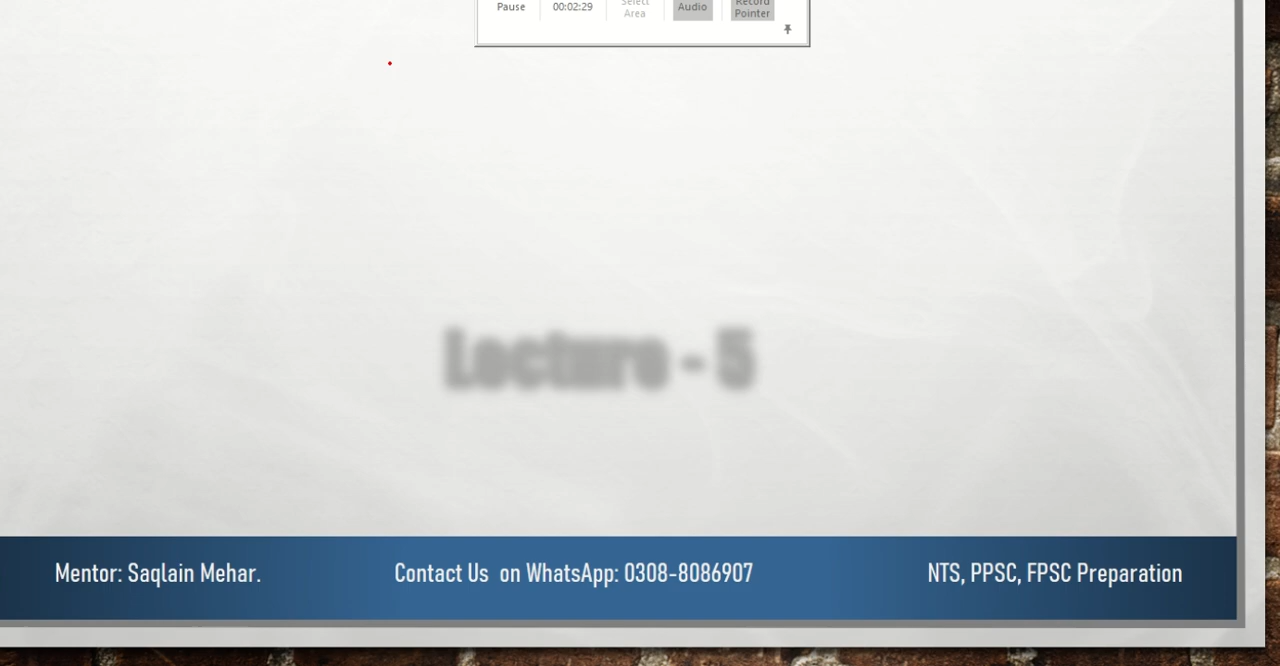 Pause 00:02:29 Select Area Audio Record Pointer
Lecture - 5
Mentor: Saqlain Mehar. Contact Us on WhatsApp: 0308-8086907 NTS, PPSC, FPSC Preparation